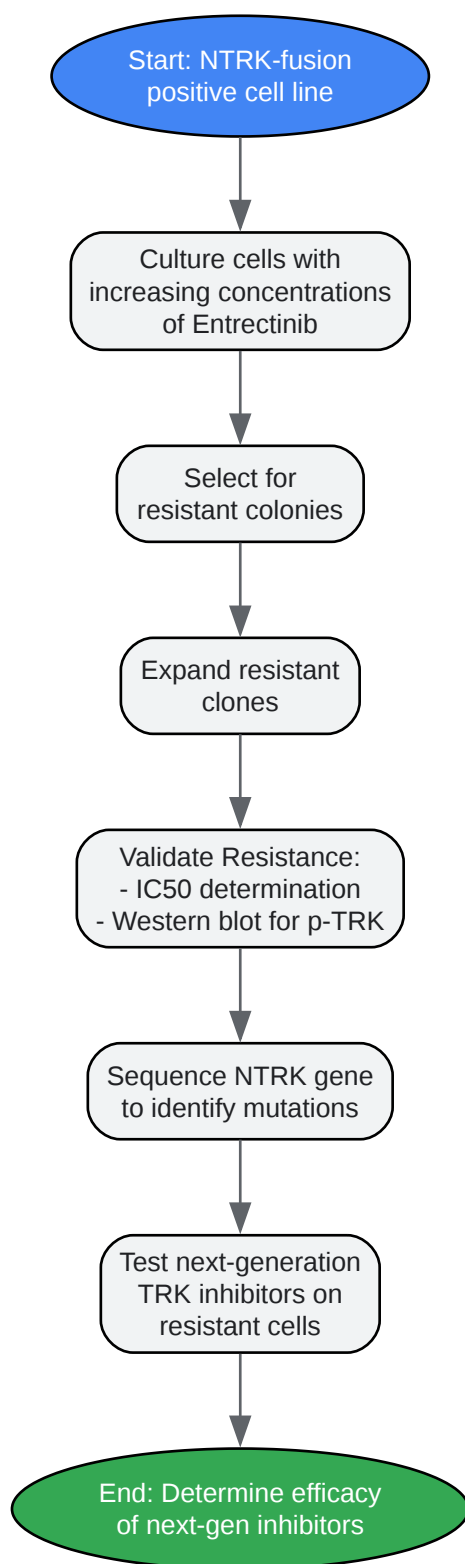 Start: NTRK-fusion
positive cell line
Culture cells with
increasing concentrations
of Entrectinib
Select for
resistant colonies
Expand resistant
clones
Validate Resistance:
- IC50 determination
- Western blot for p-TRK
Sequence NTRK gene
to identify mutations
Test next-generation
TRK inhibitors on
resistant cells
End: Determine efficacy
of next-gen inhibitors